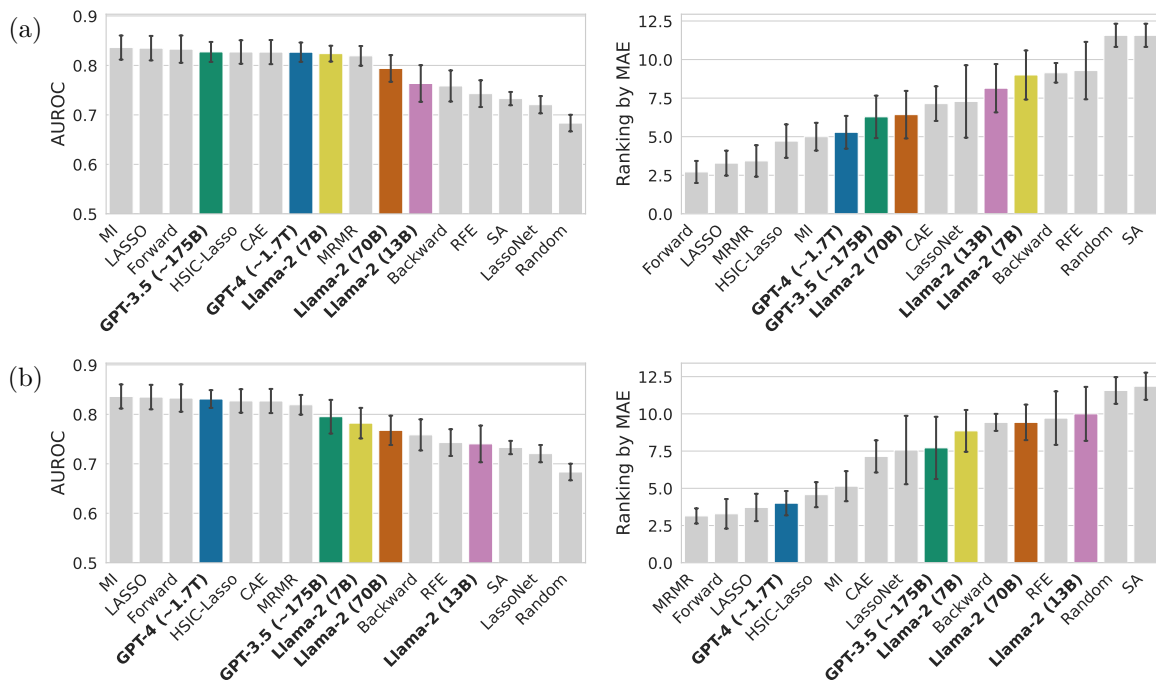 (a)
AUROC
0.9
0.8
0.7
0.6
0.5
MI
LASSO
Forward
GPT-3.5 (~175B)
HSIC-Lasso
CAE
GPT-4 (~1.7T)
Llama-2 (7B)
MRMR
Llama-2 (70B)
Llama-2 (13B)
Backward
RFE
SA
LassoNet
Random
Ranking by MAE
12.5
10.0
7.5
5.0
2.5
0.0
Forward
LASSO
MRMR
HSIC-Lasso
MI
GPT-4 (~1.7T)
GPT-3.5 (~175B)
Llama-2 (70B)
CAE
LassoNet
Llama-2 (13B)
Llama-2 (7B)
Backward
RFE
Random
SA
(b)
AUROC
0.9
0.8
0.7
0.6
0.5
MI
LASSO
Forward
GPT-4 (~1.7T)
HSIC-Lasso
CAE
MRMR
GPT-3.5 (~175B)
Llama-2 (7B)
Llama-2 (70B)
Backward
RFE
Llama-2 (13B)
SA
LassoNet
Random
Ranking by MAE
12.5
10.0
7.5
5.0
2.5
0.0
MRMR
Forward
LASSO
GPT-4 (~1.7T)
HSIC-Lasso
MI
CAE
LassoNet
GPT-3.5 (~175B)
Llama-2 (7B)
Backward
Llama-2 (70B)
RFE
Llama-2 (13B)
Random
SA